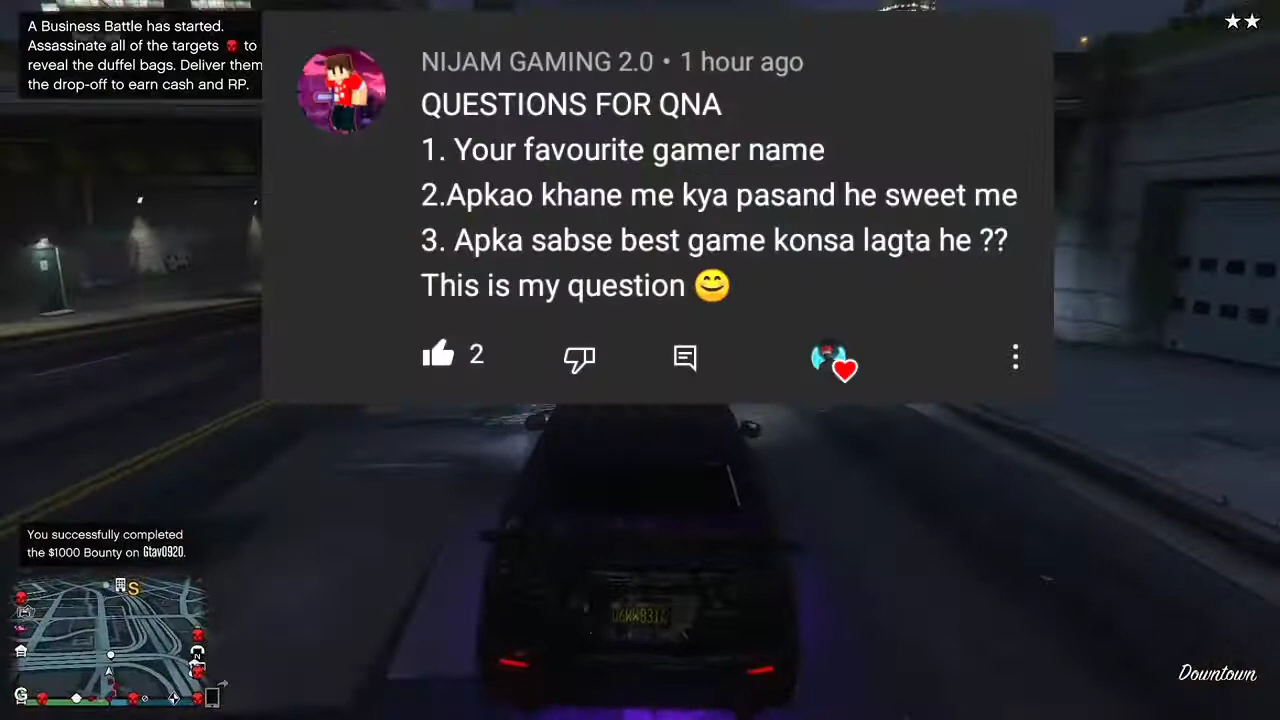 A Business Battle has started.
Assassinate all of the targets to
reveal the duffel bags. Deliver them
the drop-off to earn cash and RP.
NIJAM GAMING 2.0 • 1 hour ago
QUESTIONS FOR QNA
1. Your favourite gamer name
2.Apkao khane me kya pasand he sweet me
3. Apka sabse best game konsa lagta he ??
This is my question 😊
2
You successfully completed
the $1000 Bounty on Gtav0920.
S
N
Downtown